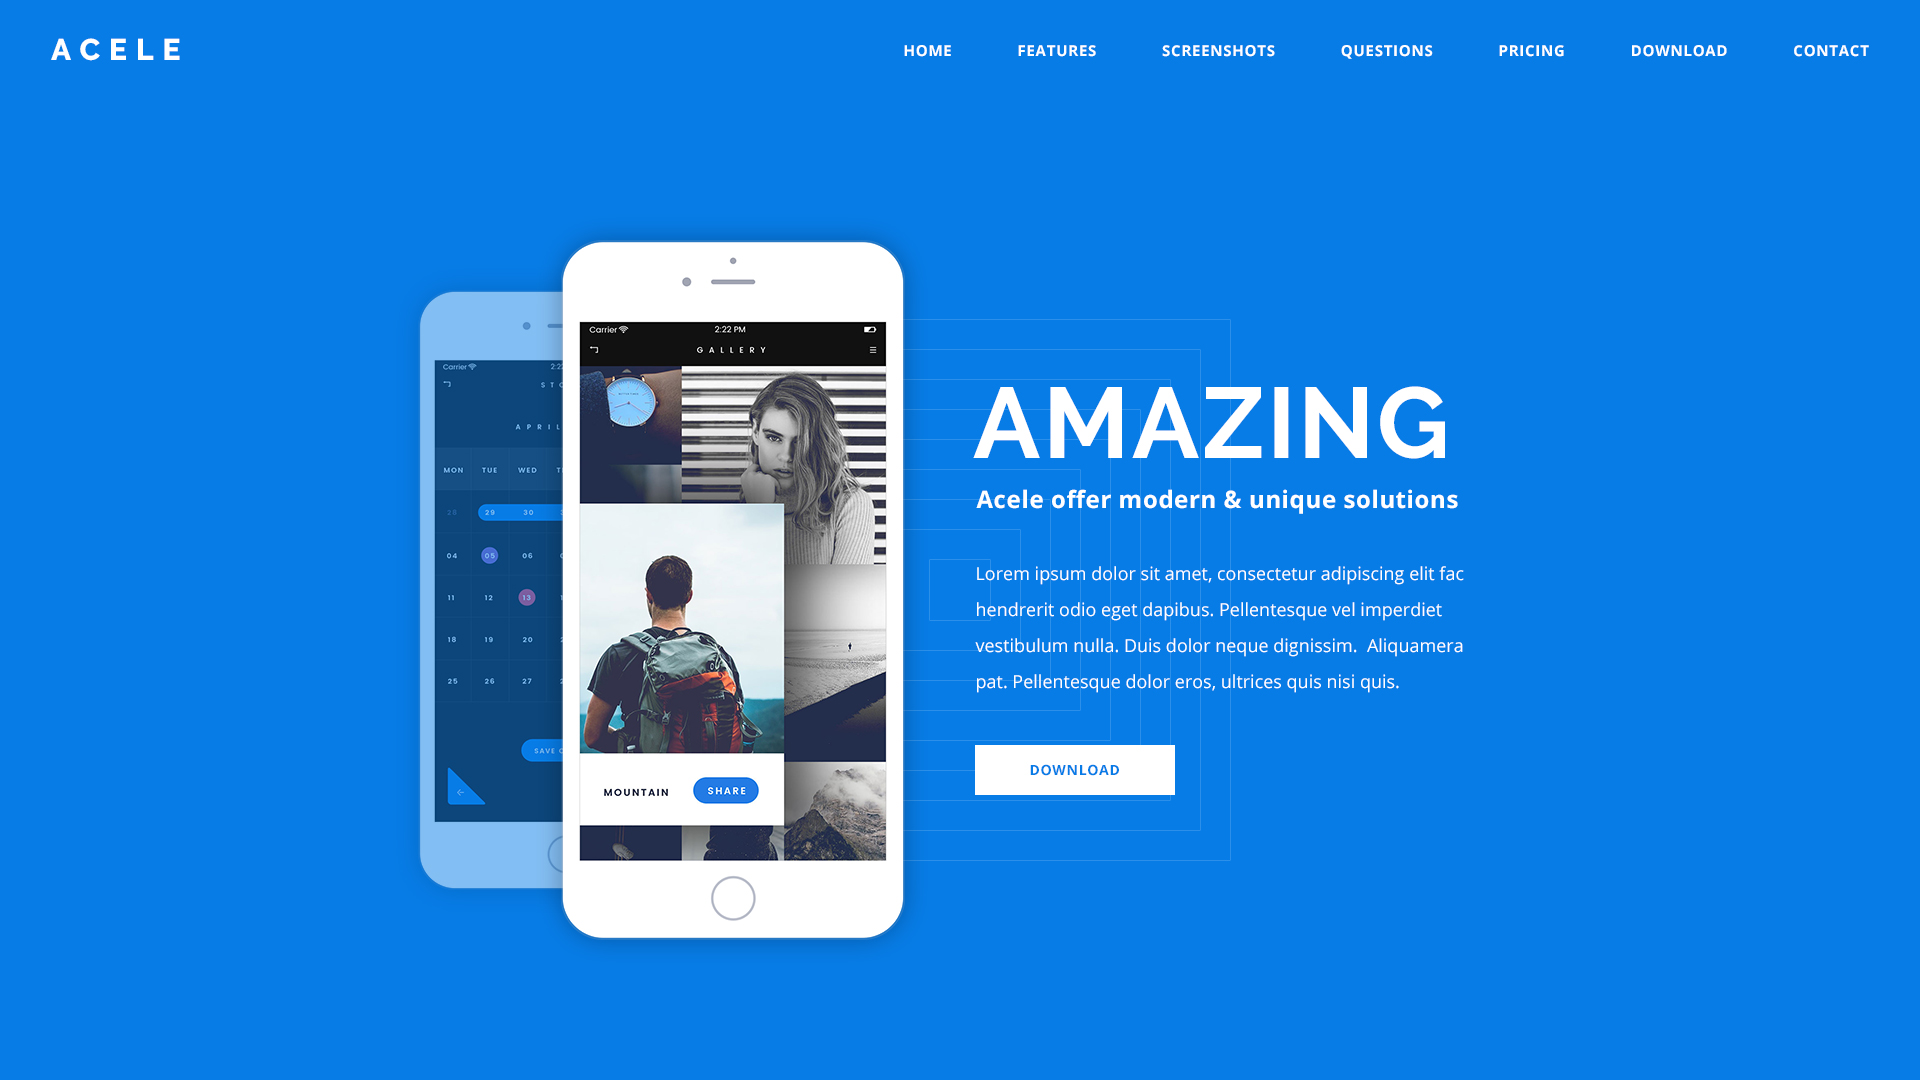 ACELE
HOME FEATURES SCREENSHOTS QUESTIONS PRICING DOWNLOAD CONTACT
Carrier 2:22 PM
GALLERY
MOUNTAIN SHARE
Carrier
APRIL
MON TUE WED
28 29 30
04 05 06
11 12 13
18 19 20
25 26 27
SAVE
AMAZING
Acele offer modern & unique solutions
Lorem ipsum dolor sit amet, consectetur adipiscing elit fac
hendrerit odio eget dapibus. Pellentesque vel imperdiet
vestibulum nulla. Duis dolor neque dignissim.  Aliquamera
pat. Pellentesque dolor eros, ultrices quis nisi quis.
DOWNLOAD